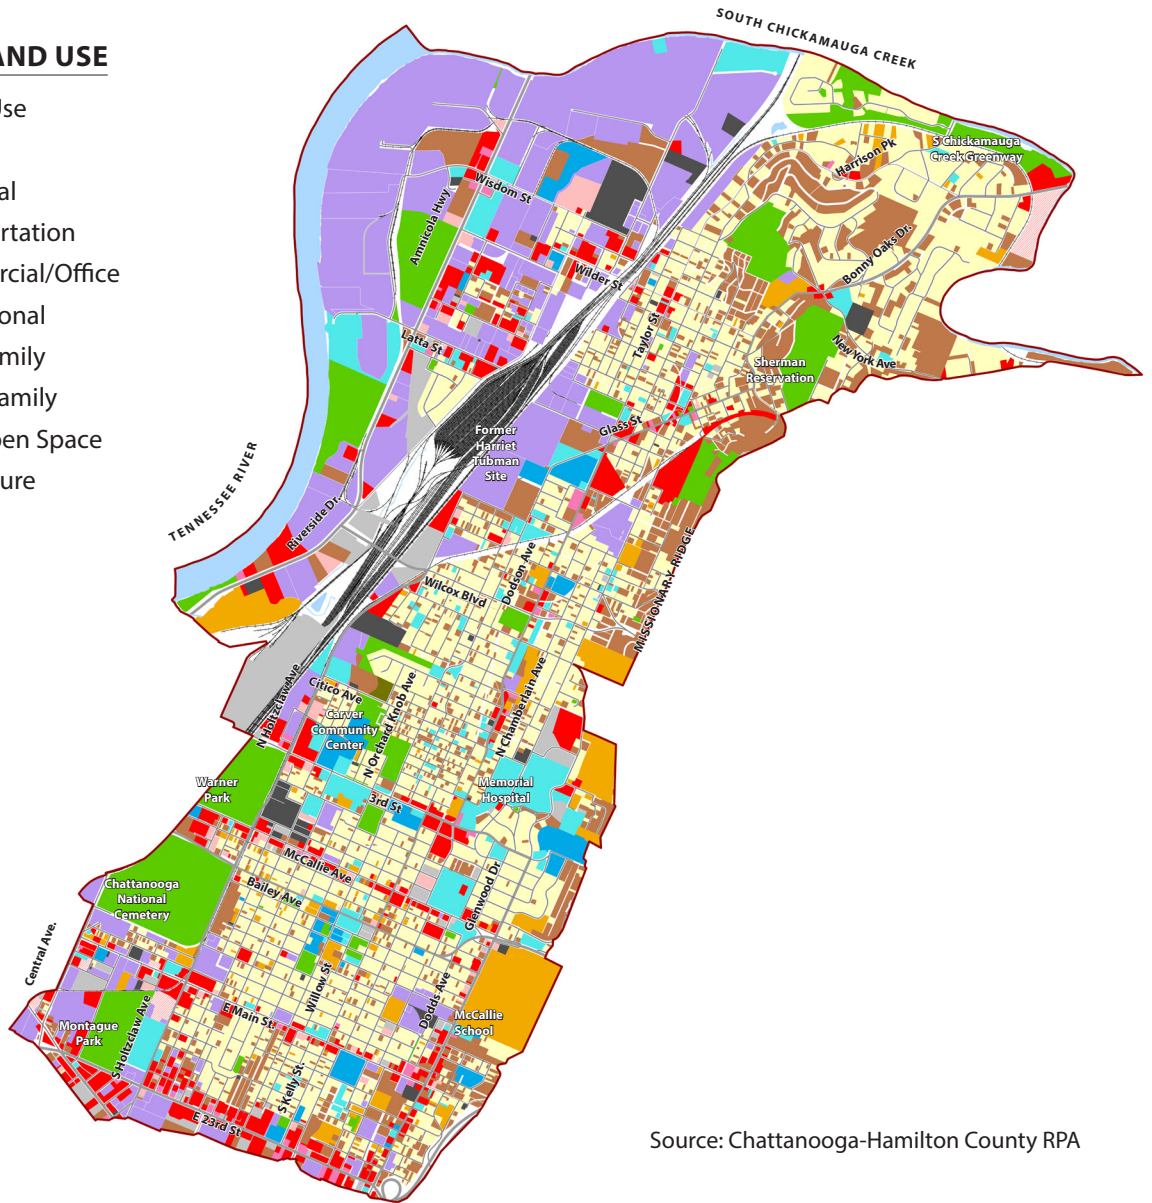 SOUTH CHICKAMAUGA CREEK
AND USE
Use
al
rtation
rcial/Office
onal
mily
amily
pen Space
ure
S Chickamauga
Creek Greenway
Harrison Pk
Wisdom St
Amnicola Hwy
Bonny Oaks Dr.
Wilder St
Taylor St
Latta St
New York Ave
Sherman
Reservation
Glass St
Former
Harriet
Tubman
Site
TENNESSEE RIVER
Riverside Dr.
Dodson Ave
Wilcox Blvd
MISSIONARY RIDGE
N Holtzclaw Ave
Citico Ave
N Orchard Knob Ave
N Chamberlain Ave
Carver
Community
Center
Warner
Park
Memorial
Hospital
3rd St
McCallie Ave
Bailey Ave
Glenwood Dr
Chattanooga
National
Cemetery
Central Ave.
Willow St
Dodds Ave
E Main St.
McCallie
School
Montague
Park
S Holtzclaw Ave
S Kelly St.
E 23rd St
Source: Chattanooga-Hamilton County RPA